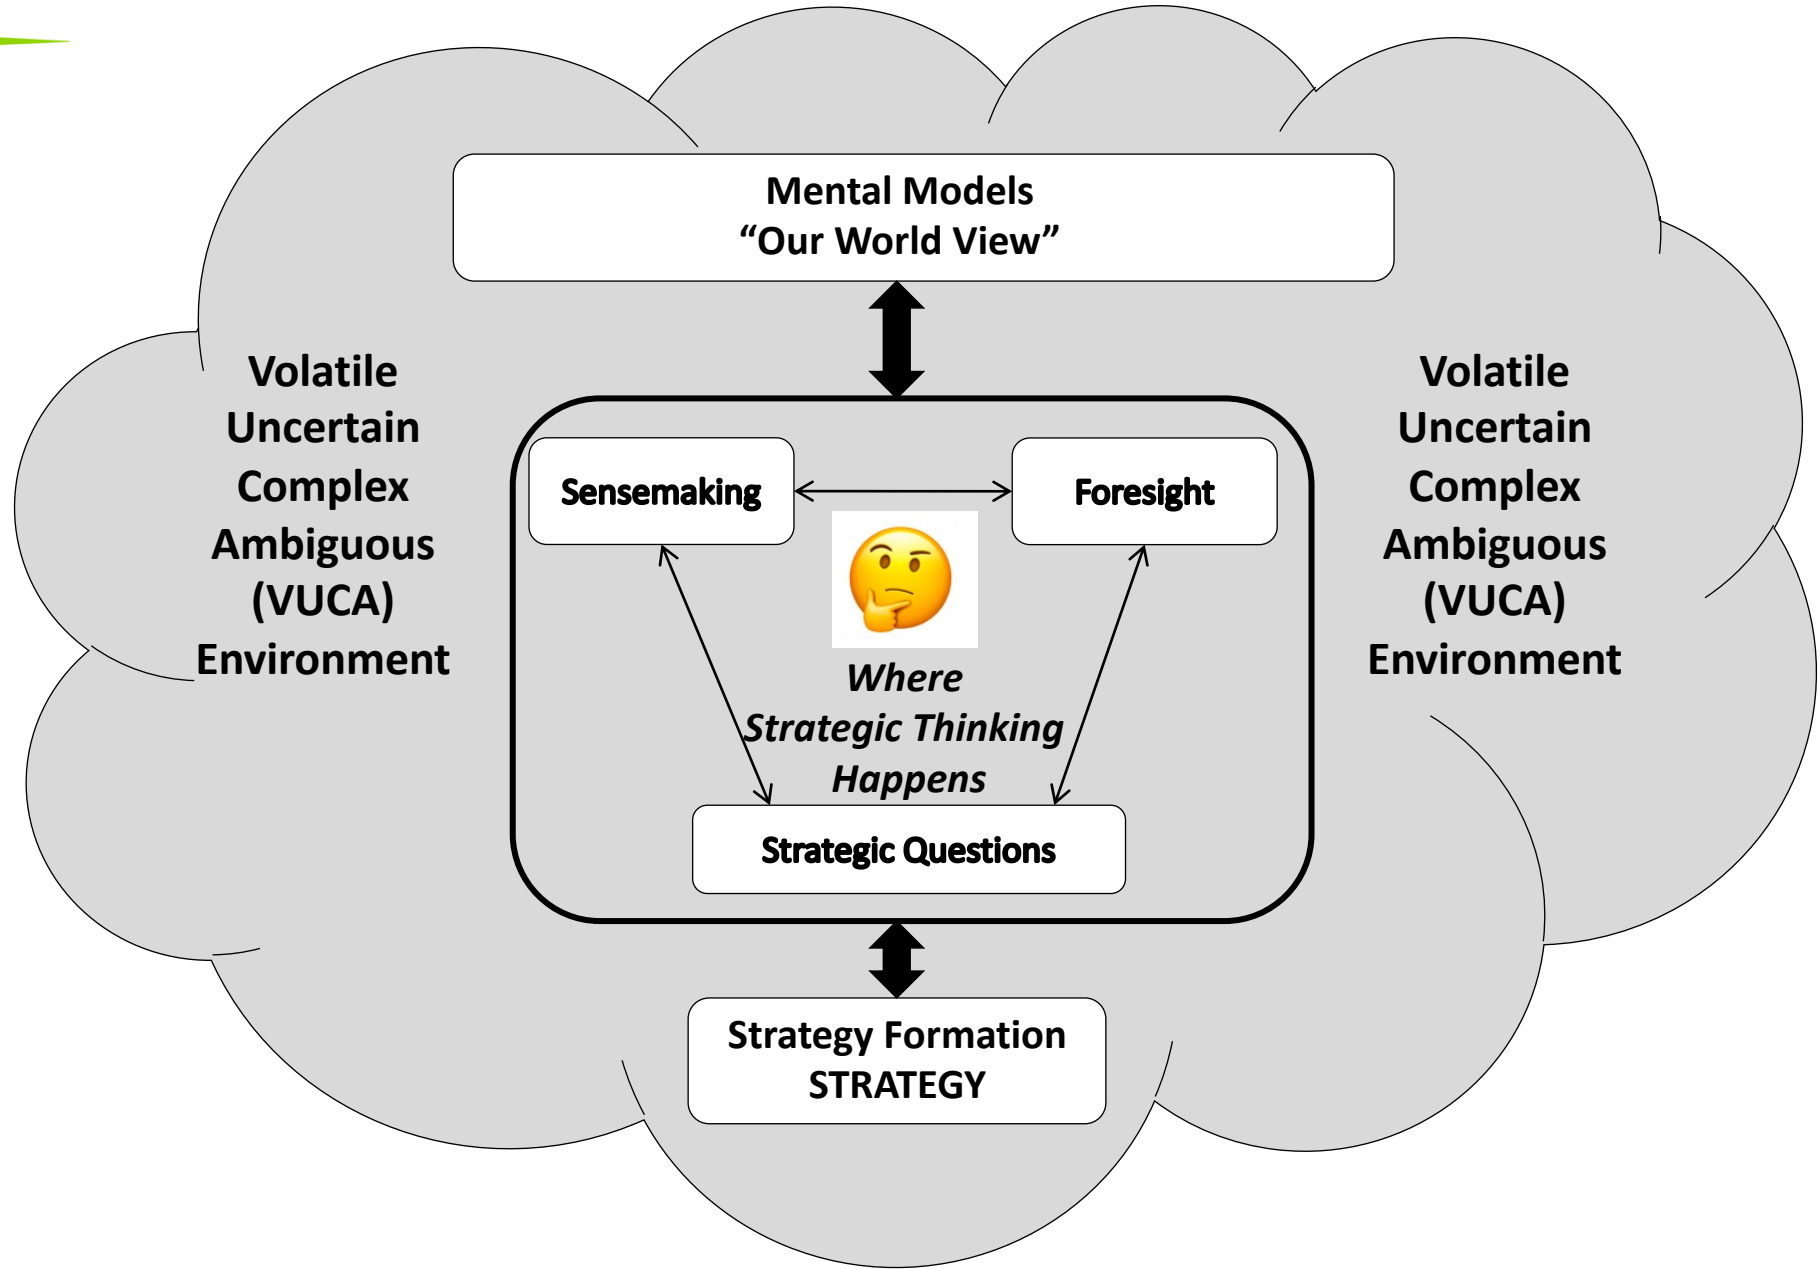 Mental Models
“Our World View”
Volatile
Uncertain
Complex
Ambiguous
(VUCA)
Environment
Sensemaking
Foresight
Where
Strategic Thinking
Happens
Strategic Questions
Volatile
Uncertain
Complex
Ambiguous
(VUCA)
Environment
Strategy Formation
STRATEGY